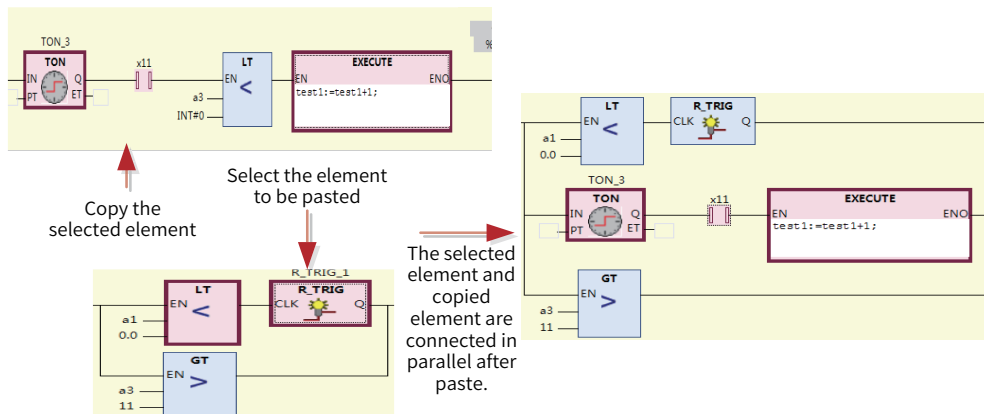 TON_3
TON
IN Q
PT ET
x11
LT
EN
<
a3
INT#0
EXECUTE
EN ENO
test1:=test1+1;
%
Copy the
selected element
Select the element
to be pasted
R_TRIG_1
LT
EN
<
a1
0.0
R_TRIG
CLK Q
GT
EN
>
a3
11
The selected
element and
copied
element are
connected in
parallel after
paste.
LT
EN
<
a1
0.0
R_TRIG
CLK Q
TON_3
TON
IN Q
PT ET
x11
EXECUTE
EN ENO
test1:=test1+1;
GT
EN
>
a3
11